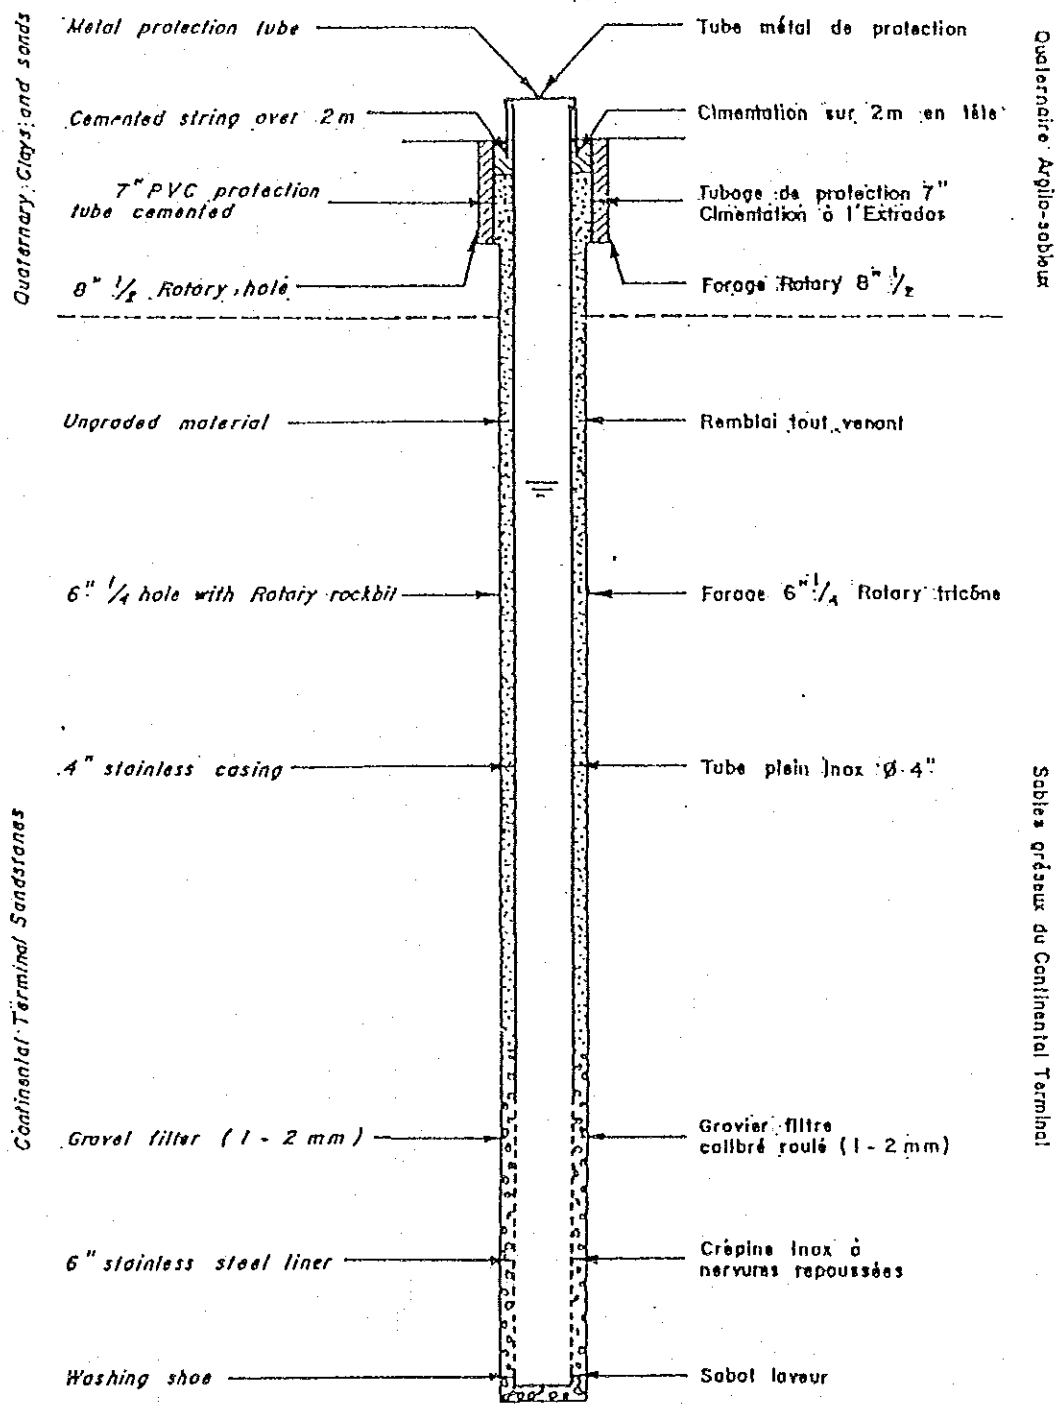 Metal protection tube
Tube métal de protection
Cemented string over 2m
Cimentation sur 2m en tête
7" PVC protection
tube cemented
Tubage de protection 7"
Cimentation à l'Extrados
8" 1/2 Rotary hole
Forage Rotary 8" 1/2
Ungraded material
Remblai tout venant
6" 1/4 hole with Rotary rockbit
Forage 6" 1/4 Rotary tricône
4" stainless casing
Tube plein Inox Ø 4"
Gravel filter (1 - 2 mm)
Gravier filtre
calibré roulé (1 - 2 mm)
6" stainless steel liner
Crépine Inox à
nervures repoussées
Washing shoe
Sabot laveur
Quaternary Clays and sands
Continental Terminal Sandstones
Quaternaire Argilo-sableux
Sables gréseux du Continental Terminal